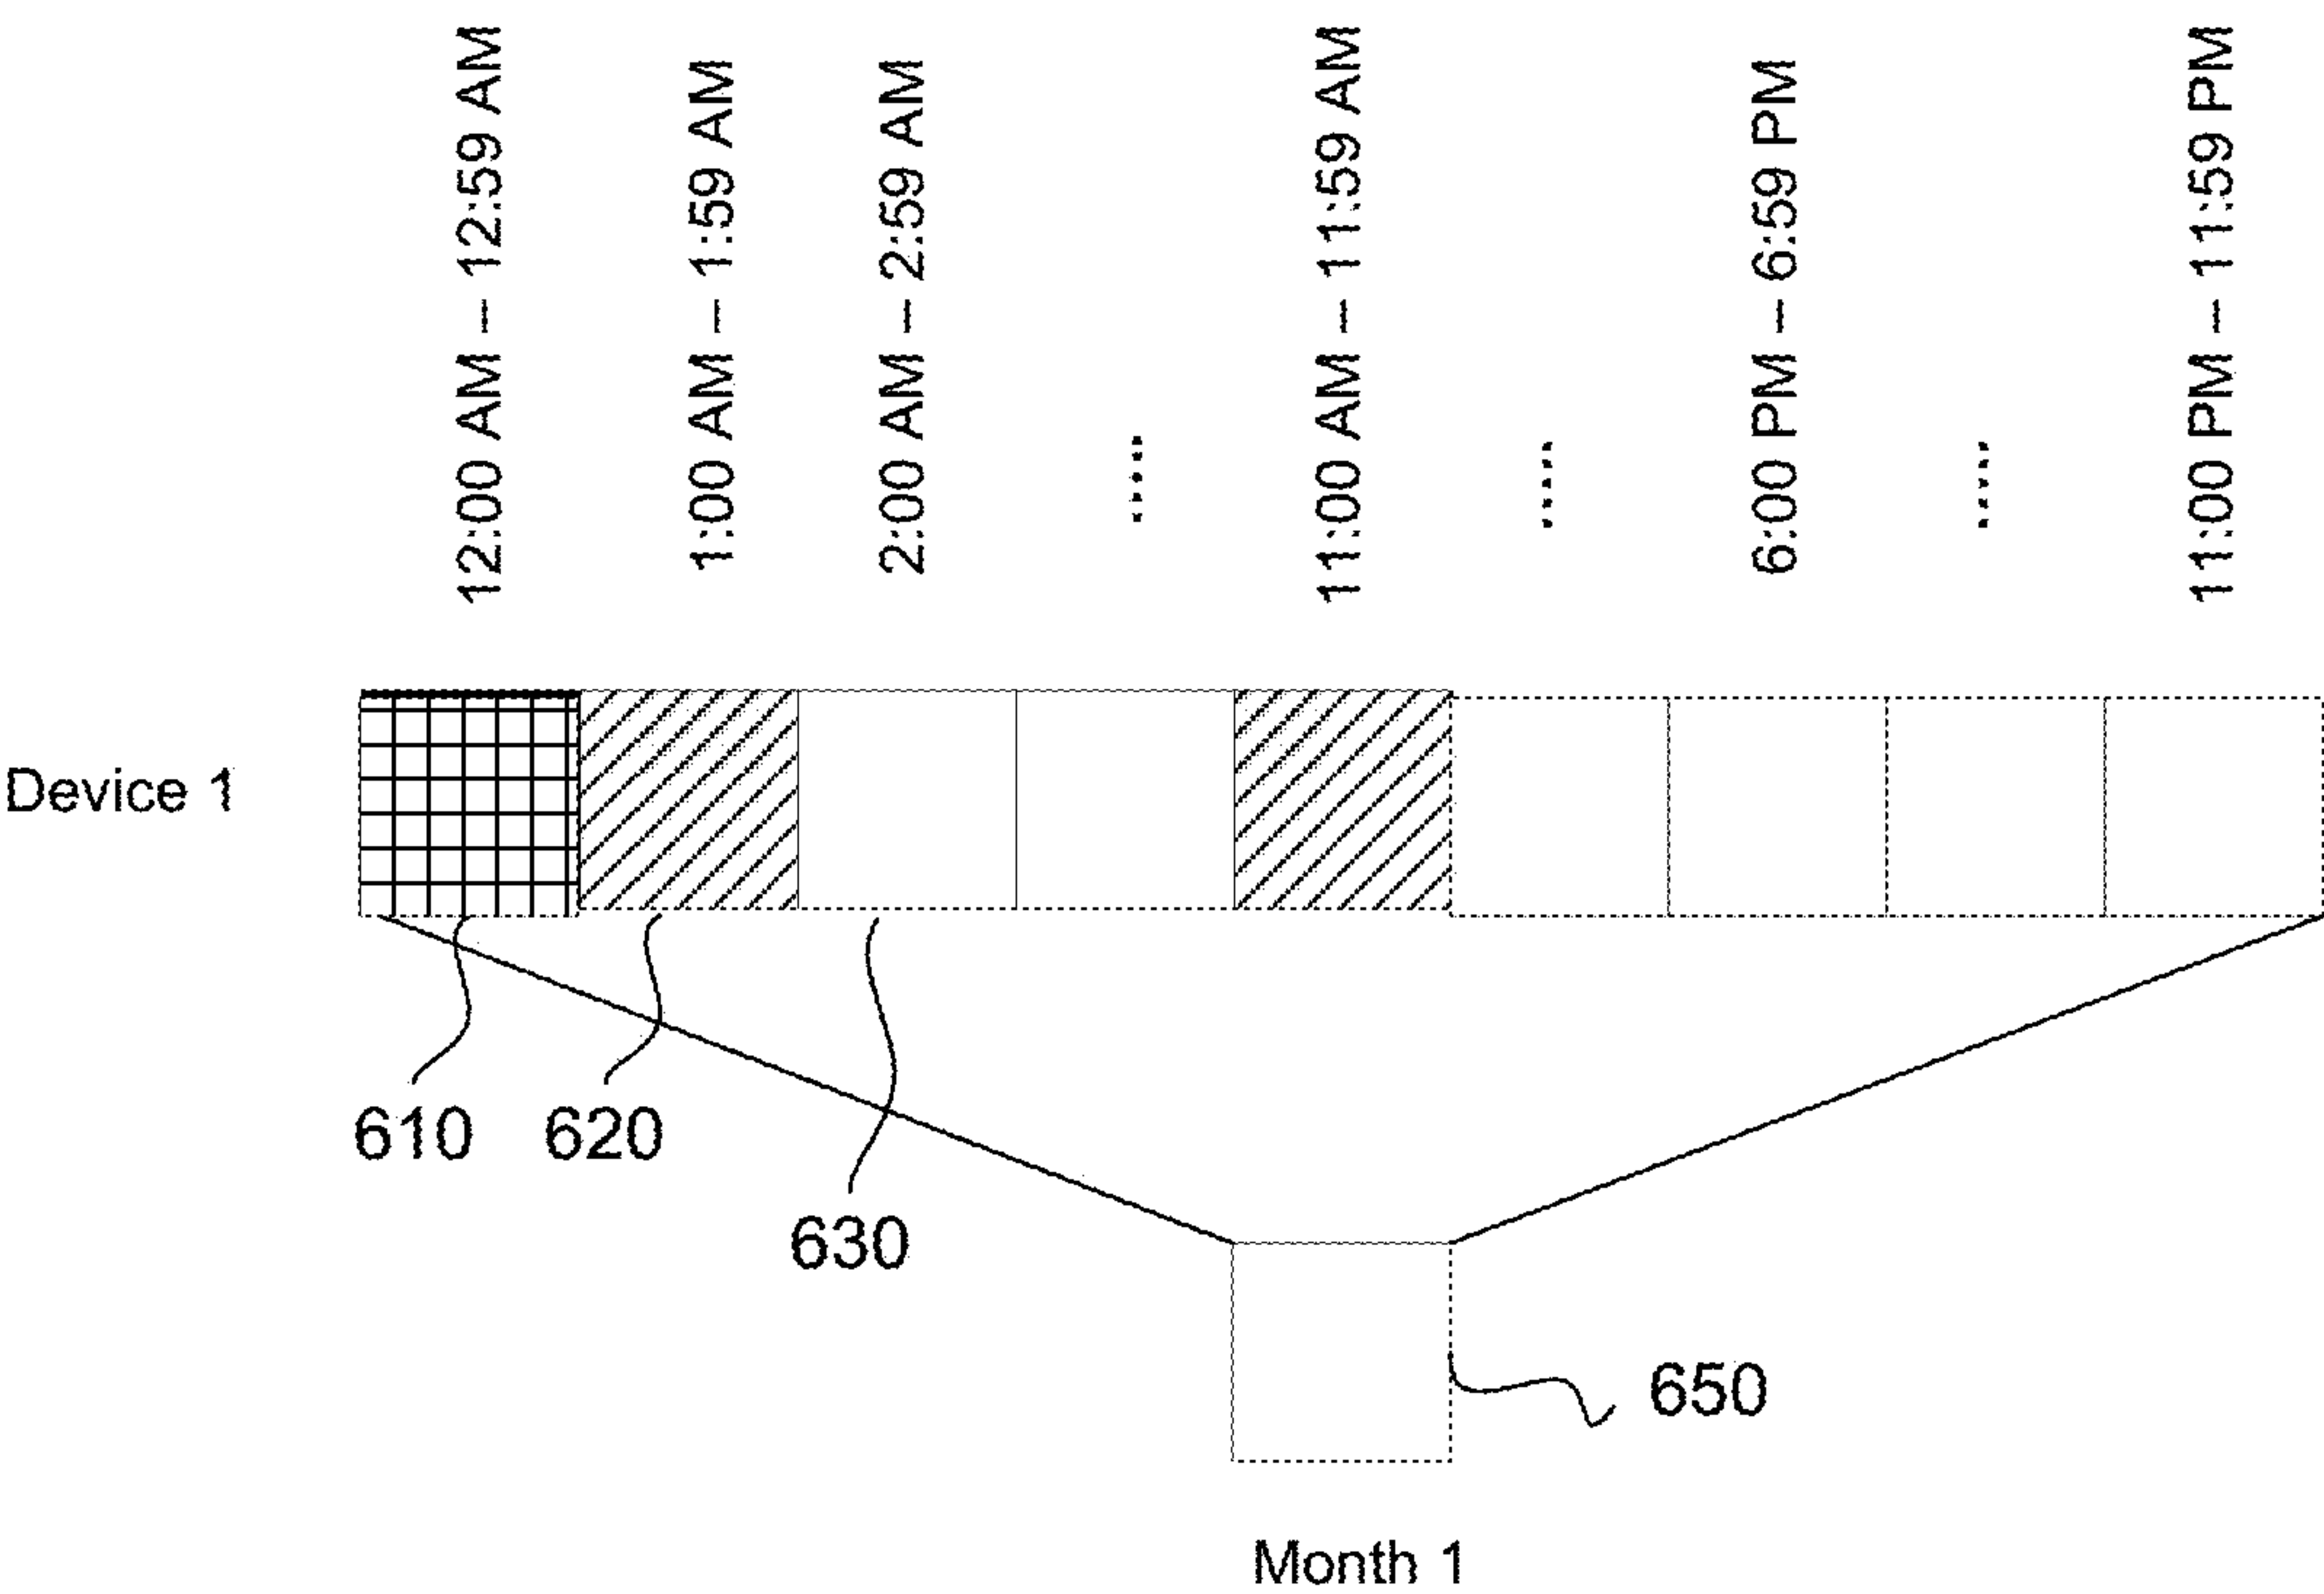 12:00 AM – 12:59 AM
1:00 AM – 1:59 AM
2:00 AM – 2:59 AM
.....
11:00 AM – 11:59 AM
.....
6:00 PM – 6:59 PM
.....
11:00 PM – 11:59 PM
Device 1
610
620
630
650
Month 1